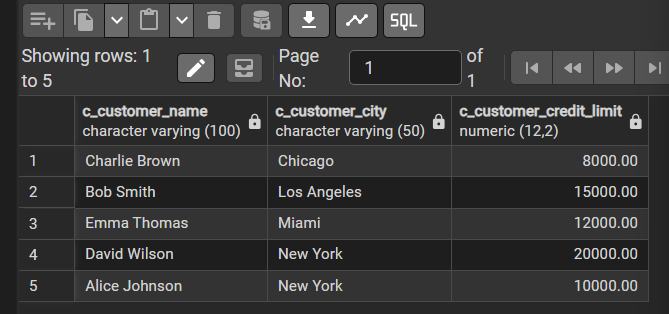 SQL
Showing rows: 1 to 5 Page No: 1 of 1
c_customer_name character varying (100) c_customer_city character varying (50) c_customer_credit_limit numeric (12,2)
1 Charlie Brown Chicago 8000.00
2 Bob Smith Los Angeles 15000.00
3 Emma Thomas Miami 12000.00
4 David Wilson New York 20000.00
5 Alice Johnson New York 10000.00